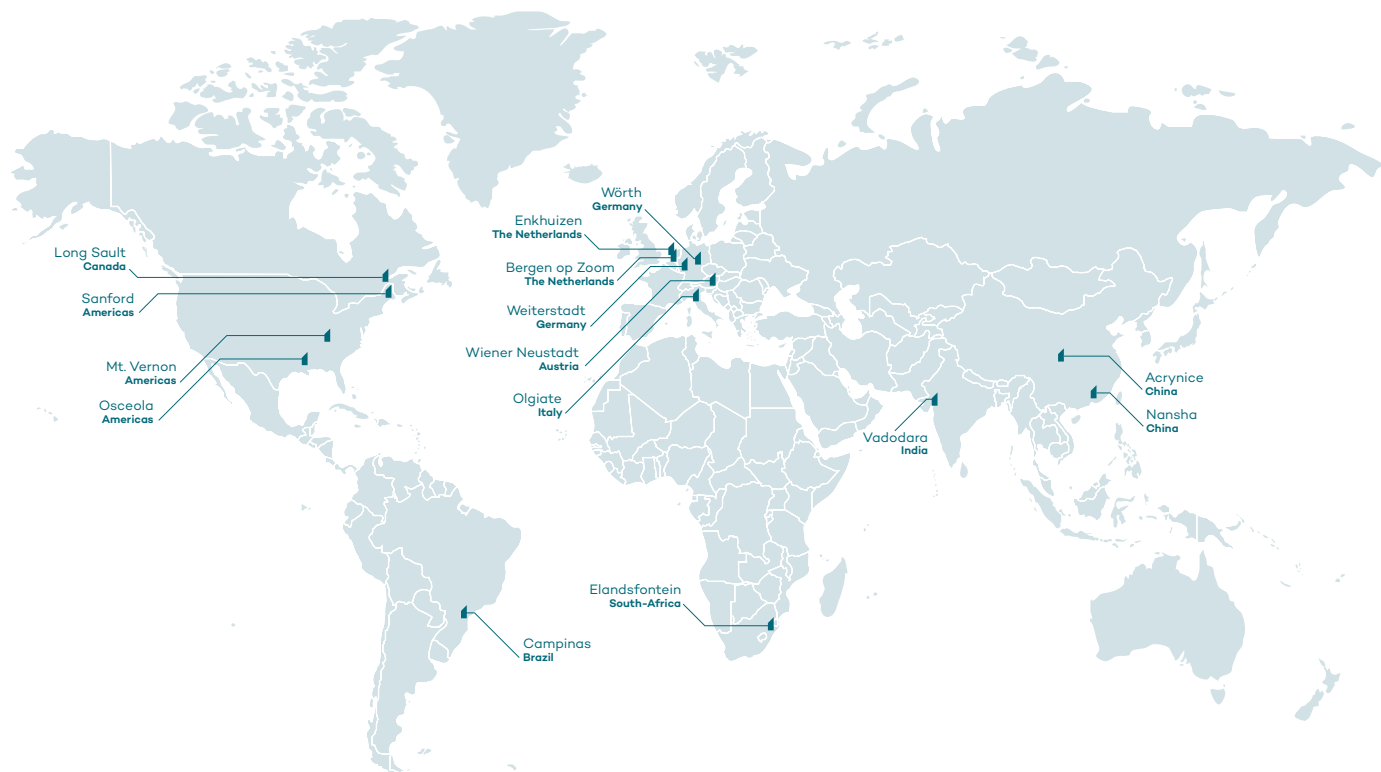 Wörth
Germany
Enkhuizen
The Netherlands
Long Sault
Canada
Bergen op Zoom
The Netherlands
Sanford
Americas
Weiterstadt
Germany
Wiener Neustadt
Austria
Mt. Vernon
Americas
Acrynice
China
Olgiate
Italy
Osceola
Americas
Nansha
China
Vadodara
India
Elandsfontein
South-Africa
Campinas
Brazil